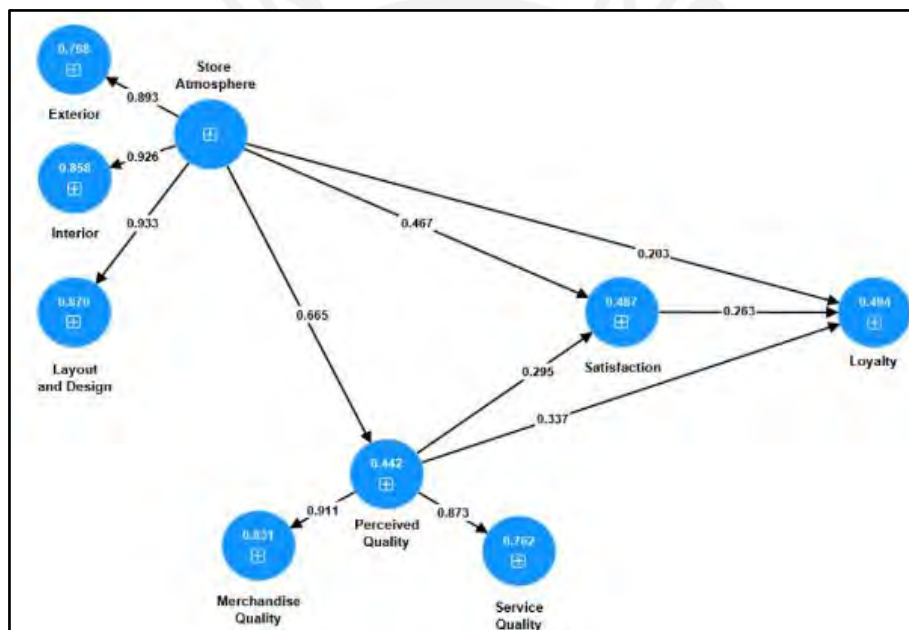 0.798
Exterior
0.893
Store
Atmosphere
0.858
Interior
0.926
0.933
0.870
Layout
and Design
0.467
0.203
0.665
0.487
Satisfaction
0.263
0.494
Loyalty
0.295
0.337
0.442
Perceived
Quality
0.911
0.873
0.831
Merchandise
Quality
0.762
Service
Quality